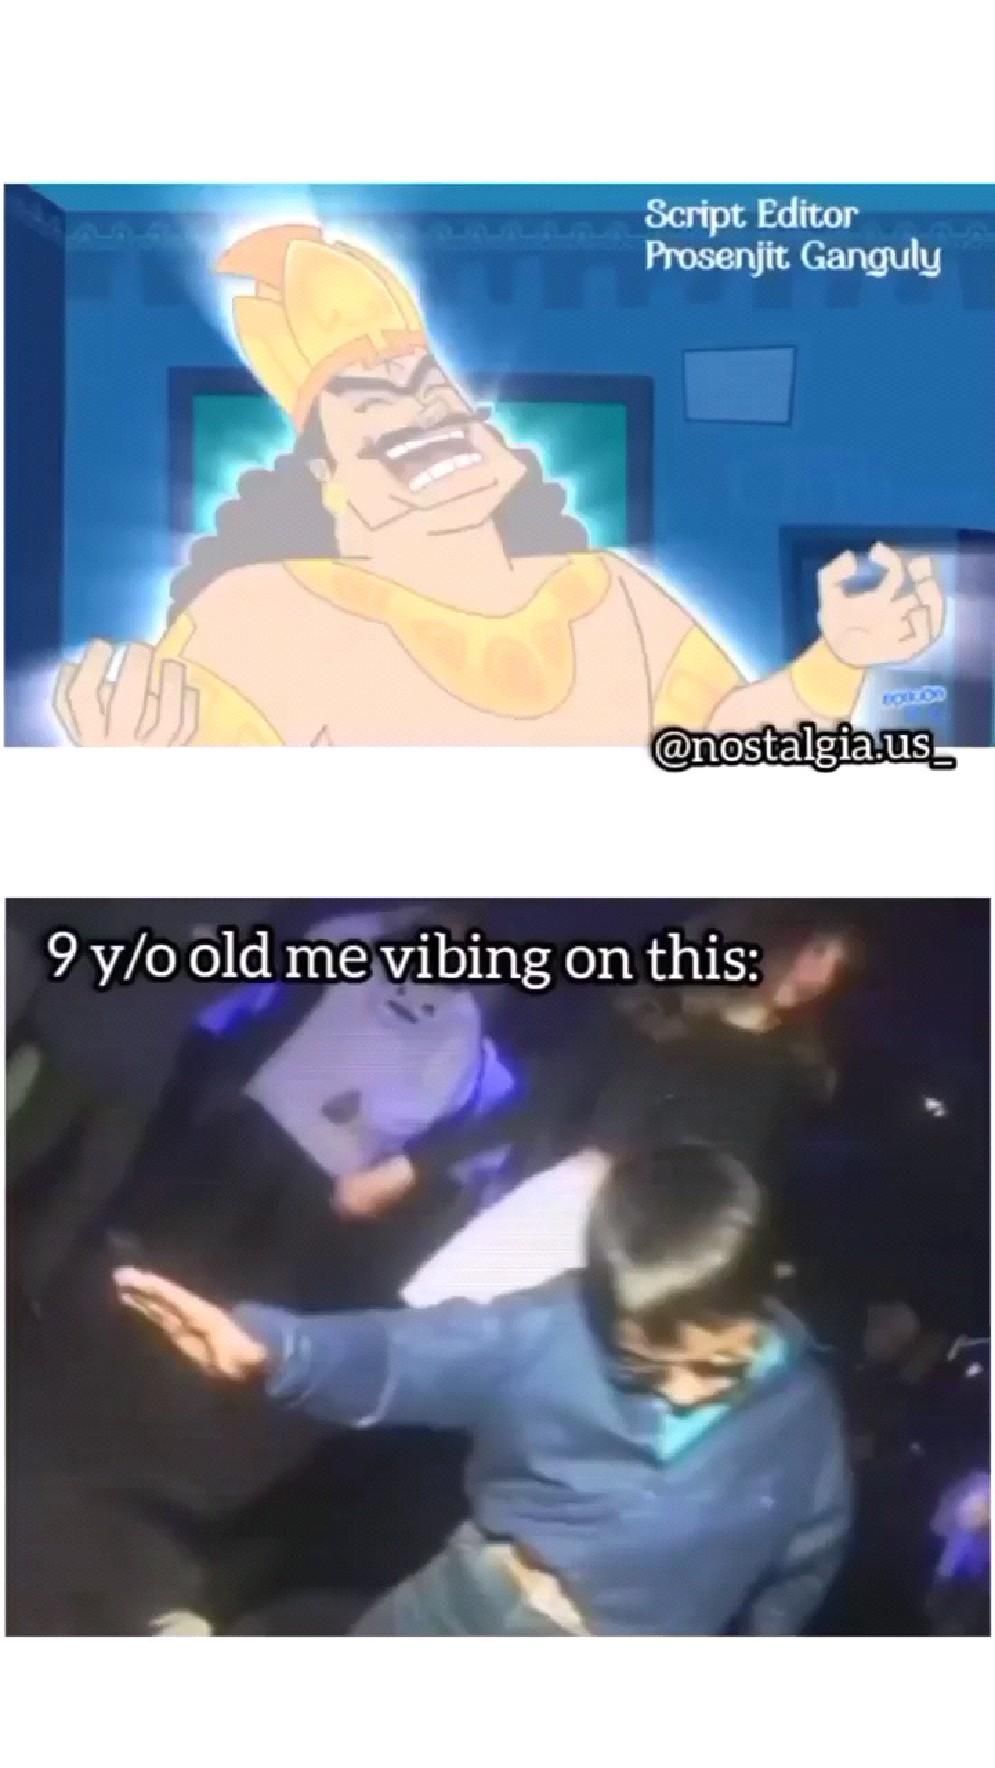 Script Editor
Prosenjit Ganguly
@nostalgia.us_
9 y/o old me vibing on this: